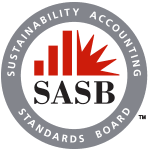 SUSTAINABILITY ACCOUNTING
SASB
STANDARDS BOARD
TM